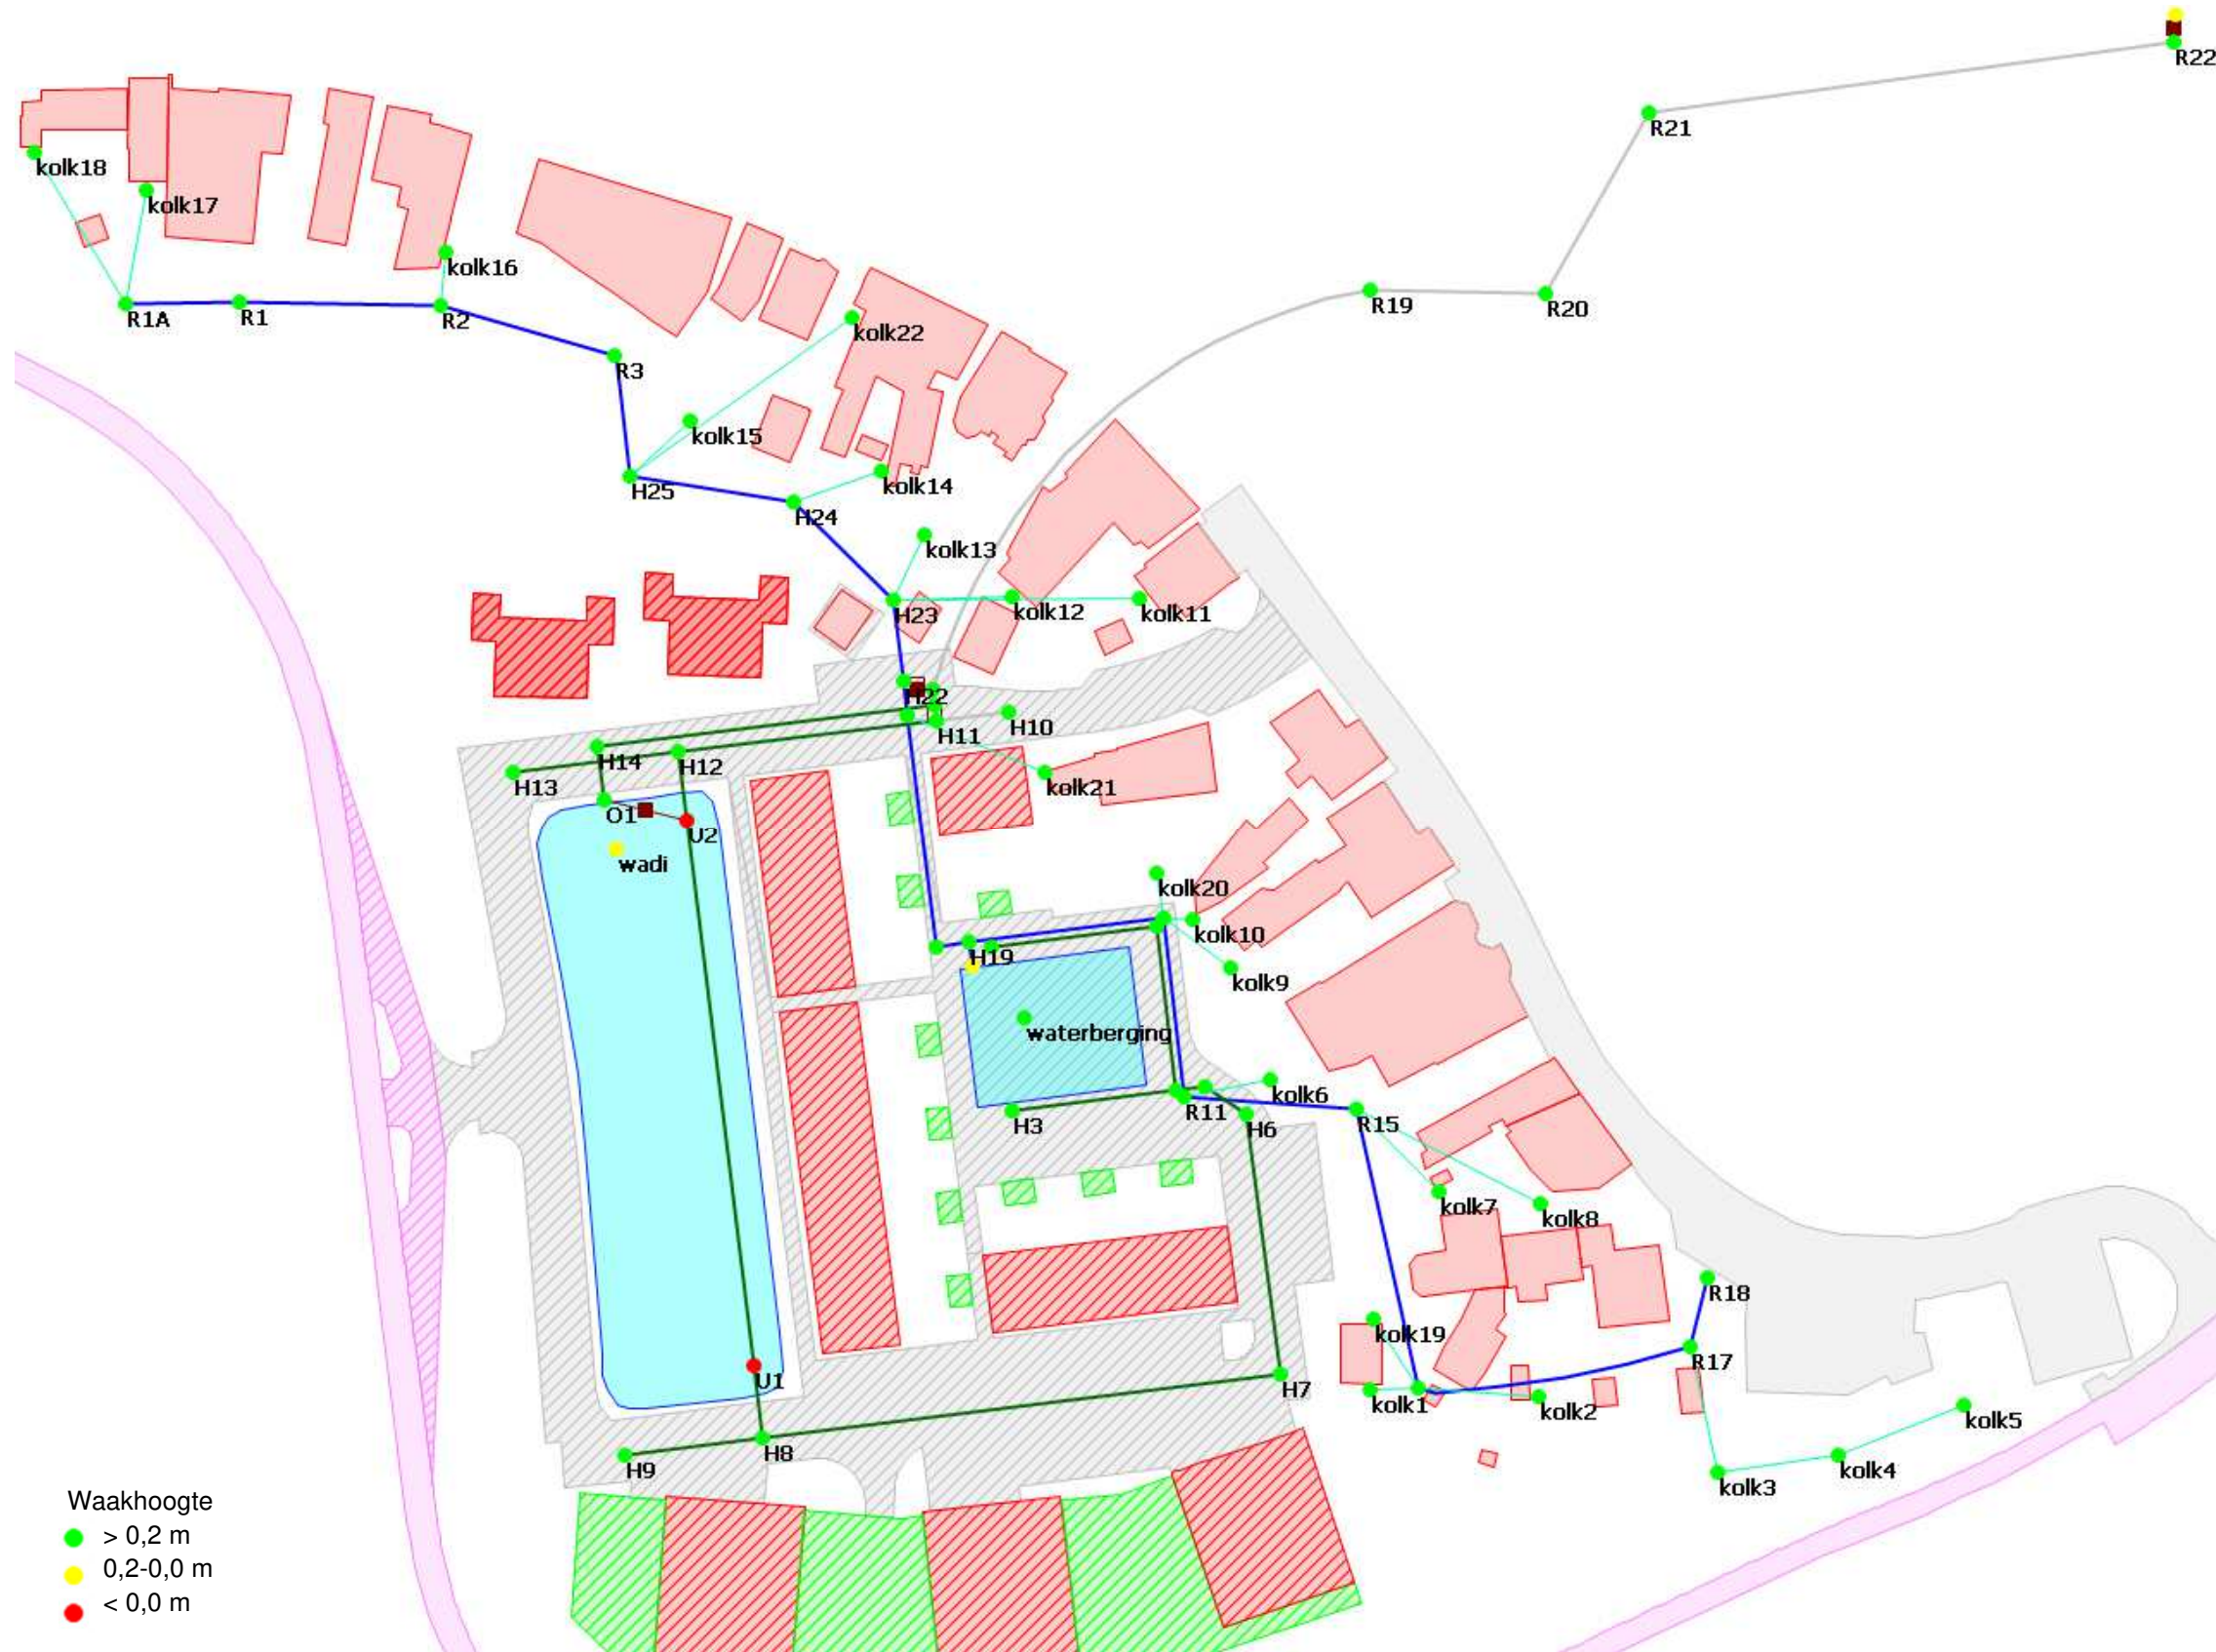 R22
R21
kolk18
kolk17
kolk16
R1A
R1
R2
R19
R20
kolk22
R3
kolk15
H25
kolk14
H24
kolk13
H23
kolk12
kolk11
H22
H11
H10
H14
H12
H13
kolk21
O1
U2
wadi
kolk20
kolk10
H19
kolk9
waterberging
kolk6
R11
H3
H6
R15
kolk7
kolk8
R18
kolk19
R17
U1
H7
kolk1
kolk2
kolk5
H8
H9
kolk4
kolk3
Waakhoogte
> 0,2 m
0,2-0,0 m
< 0,0 m